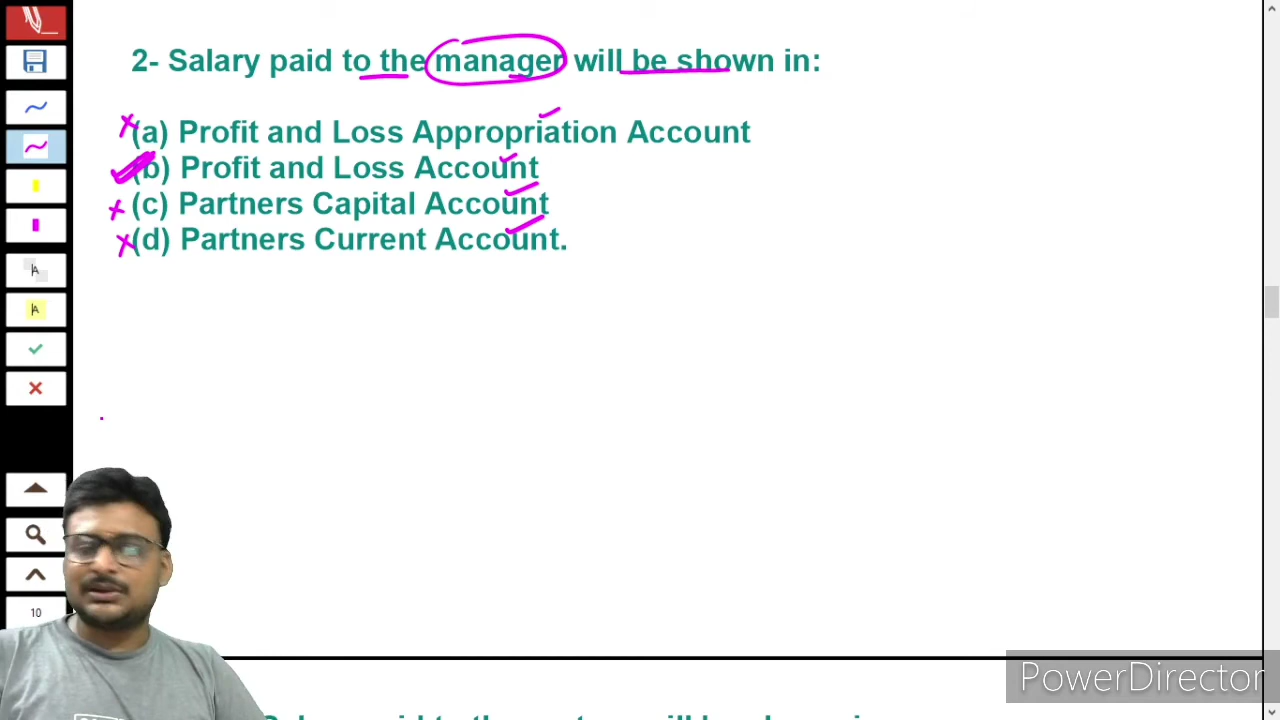 2- Salary paid to the manager will be shown in:
(a) Profit and Loss Appropriation Account
(b) Profit and Loss Account
(c) Partners Capital Account
(d) Partners Current Account.
A
A
10
PowerDirector